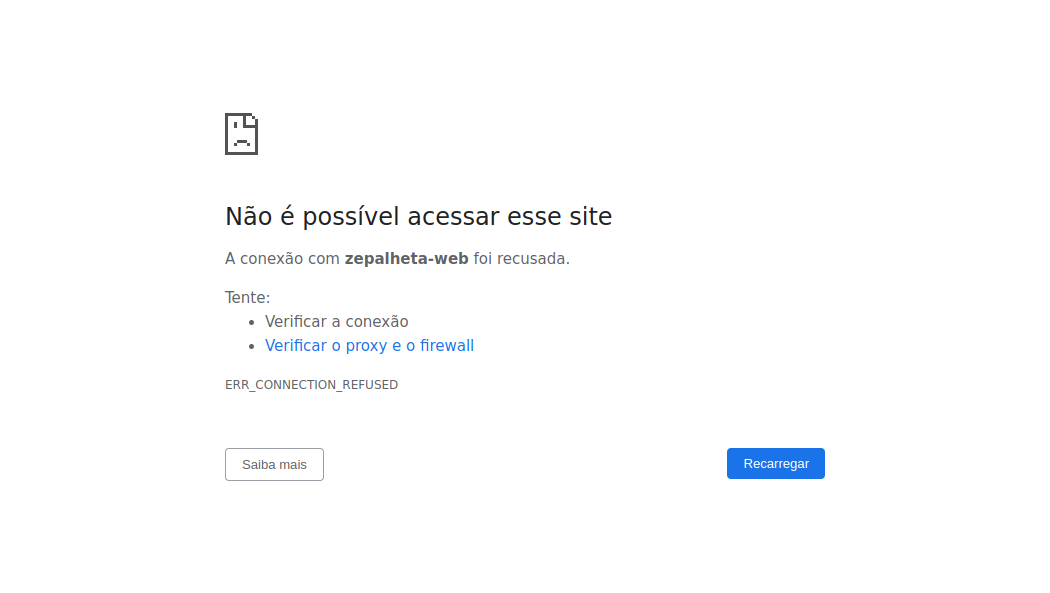 Não é possível acessar esse site
A conexão com zepalheta-web foi recusada.
Tente:
Verificar a conexão
Verificar o proxy e o firewall
ERR_CONNECTION_REFUSED
Saiba mais
Recarregar